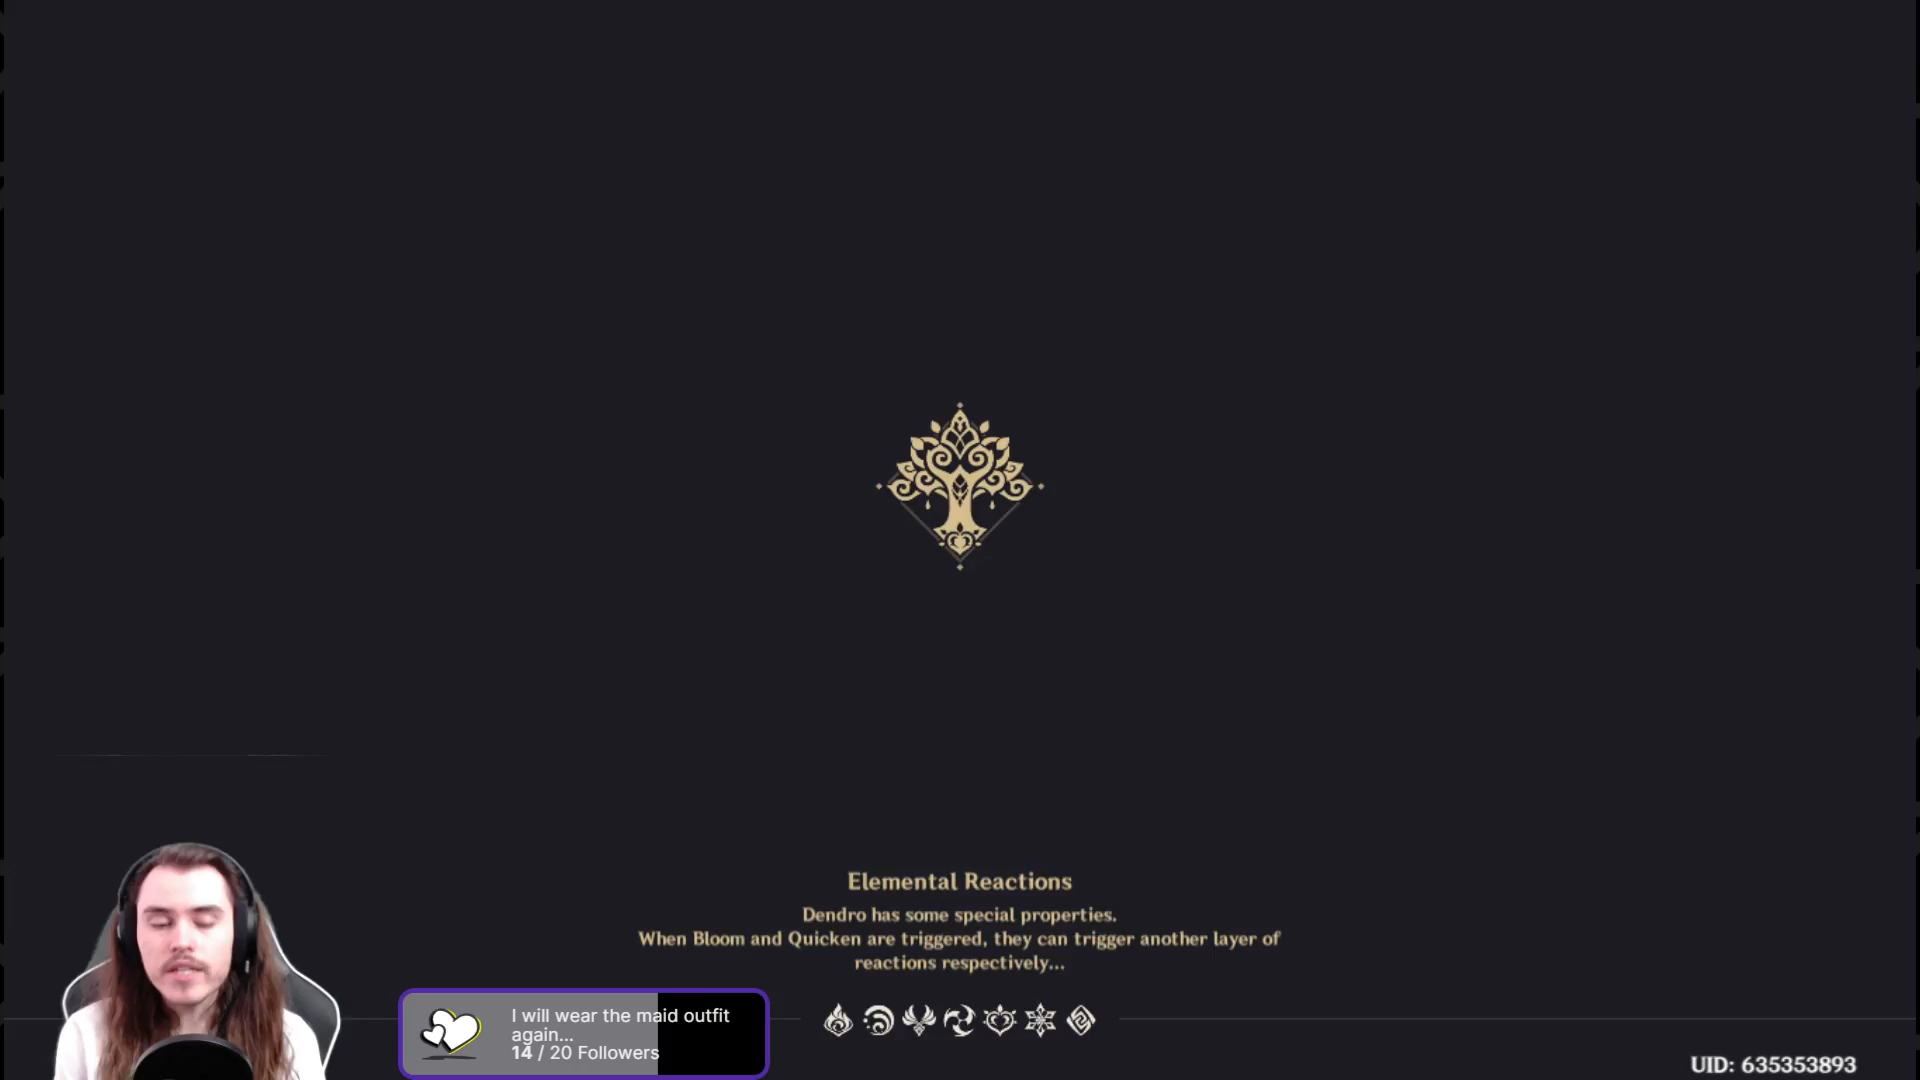 Elemental Reactions
Dendro has some special properties.
When Bloom and Quicken are triggered, they can trigger another layer of
reactions respectively...
I will wear the maid outfit
again...
14 / 20 Followers
UID: 635353893